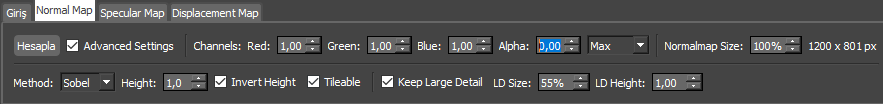 Giriş Normal Map Specular Map Displacement Map
Hesapla Advanced Settings Channels: Red: 1,00 Green: 1,00 Blue: 1,00 Alpha: 0,00 Max Normalmap Size: 100% 1200 x 801 px
Method: Sobel Height: 1,0 Invert Height Tileable Keep Large Detail LD Size: 55% LD Height: 1,00